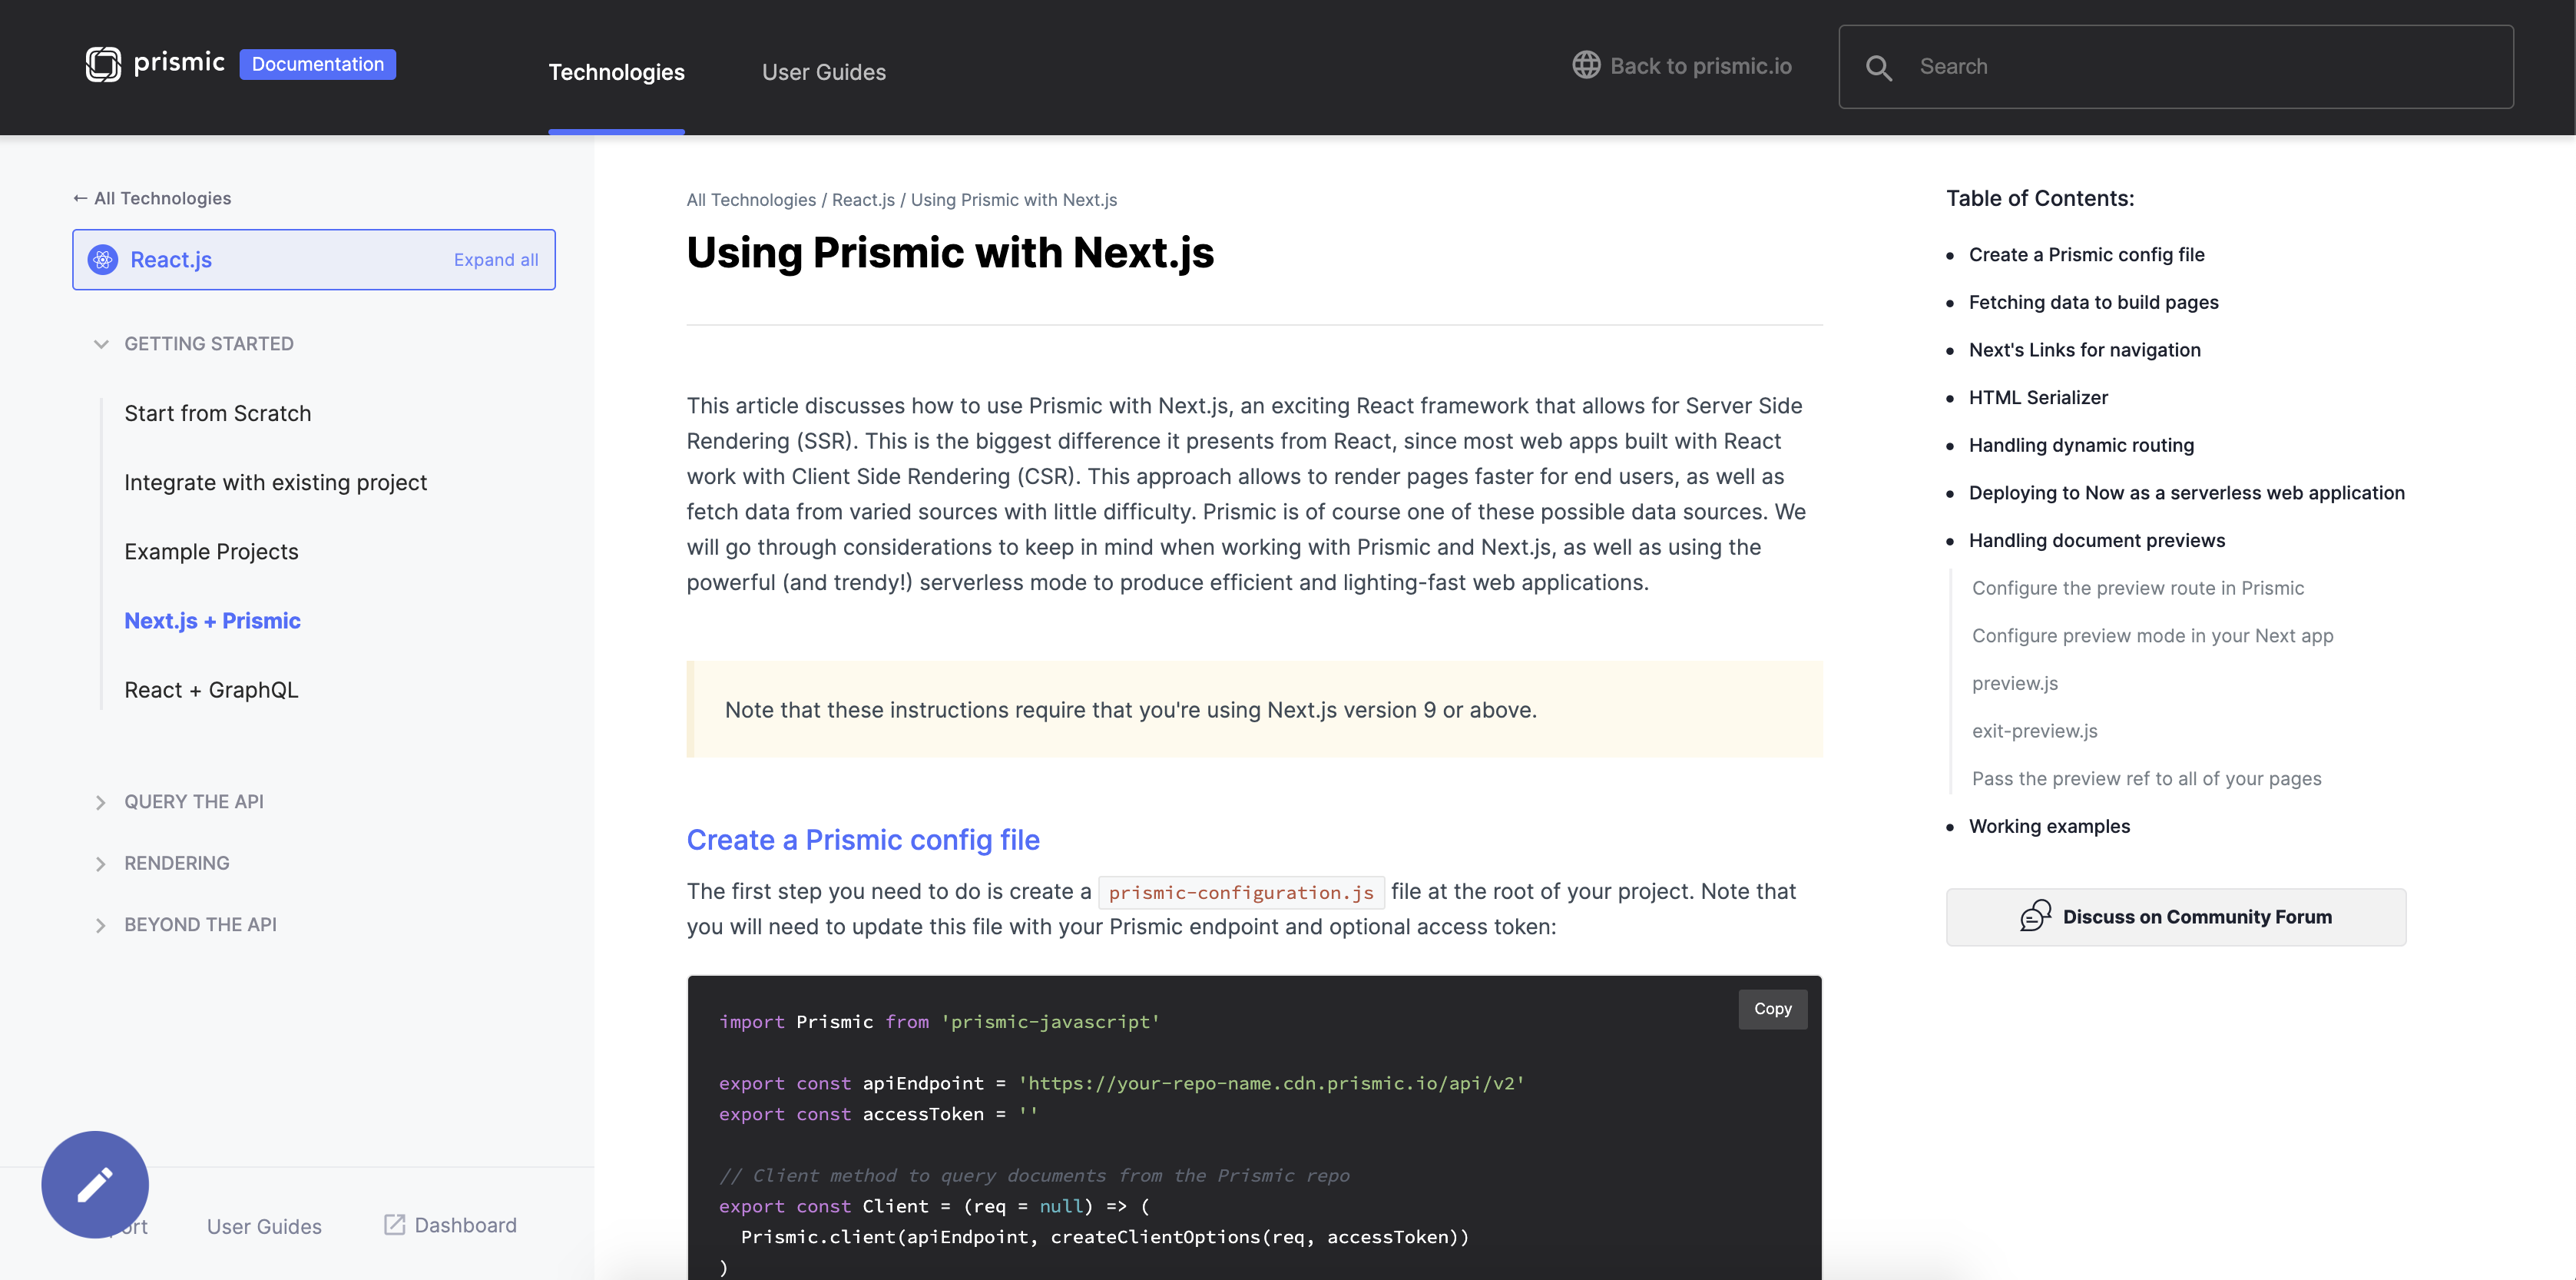 prismic Documentation
Technologies
User Guides
Back to prismic.io
Search
← All Technologies
React.js Expand all
GETTING STARTED
Start from Scratch
Integrate with existing project
Example Projects
Next.js + Prismic
React + GraphQL
QUERY THE API
RENDERING
BEYOND THE API
User Guides
Dashboard
All Technologies / React.js / Using Prismic with Next.js
Using Prismic with Next.js
This article discusses how to use Prismic with Next.js, an exciting React framework that allows for Server Side
Rendering (SSR). This is the biggest difference it presents from React, since most web apps built with React
work with Client Side Rendering (CSR). This approach allows to render pages faster for end users, as well as
fetch data from varied sources with little difficulty. Prismic is of course one of these possible data sources. We
will go through considerations to keep in mind when working with Prismic and Next.js, as well as using the
powerful (and trendy!) serverless mode to produce efficient and lighting-fast web applications.
Note that these instructions require that you're using Next.js version 9 or above.
Create a Prismic config file
The first step you need to do is create a prismic-configuration.js file at the root of your project. Note that
you will need to update this file with your Prismic endpoint and optional access token:
Copy
import Prismic from 'prismic-javascript'
export const apiEndpoint = 'https://your-repo-name.cdn.prismic.io/api/v2'
export const accessToken = ''
// Client method to query documents from the Prismic repo
export const Client = (req = null) => (
  Prismic.client(apiEndpoint, createClientOptions(req, accessToken))
)
Table of Contents:
Create a Prismic config file
Fetching data to build pages
Next's Links for navigation
HTML Serializer
Handling dynamic routing
Deploying to Now as a serverless web application
Handling document previews
Configure the preview route in Prismic
Configure preview mode in your Next app
preview.js
exit-preview.js
Pass the preview ref to all of your pages
Working examples
Discuss on Community Forum